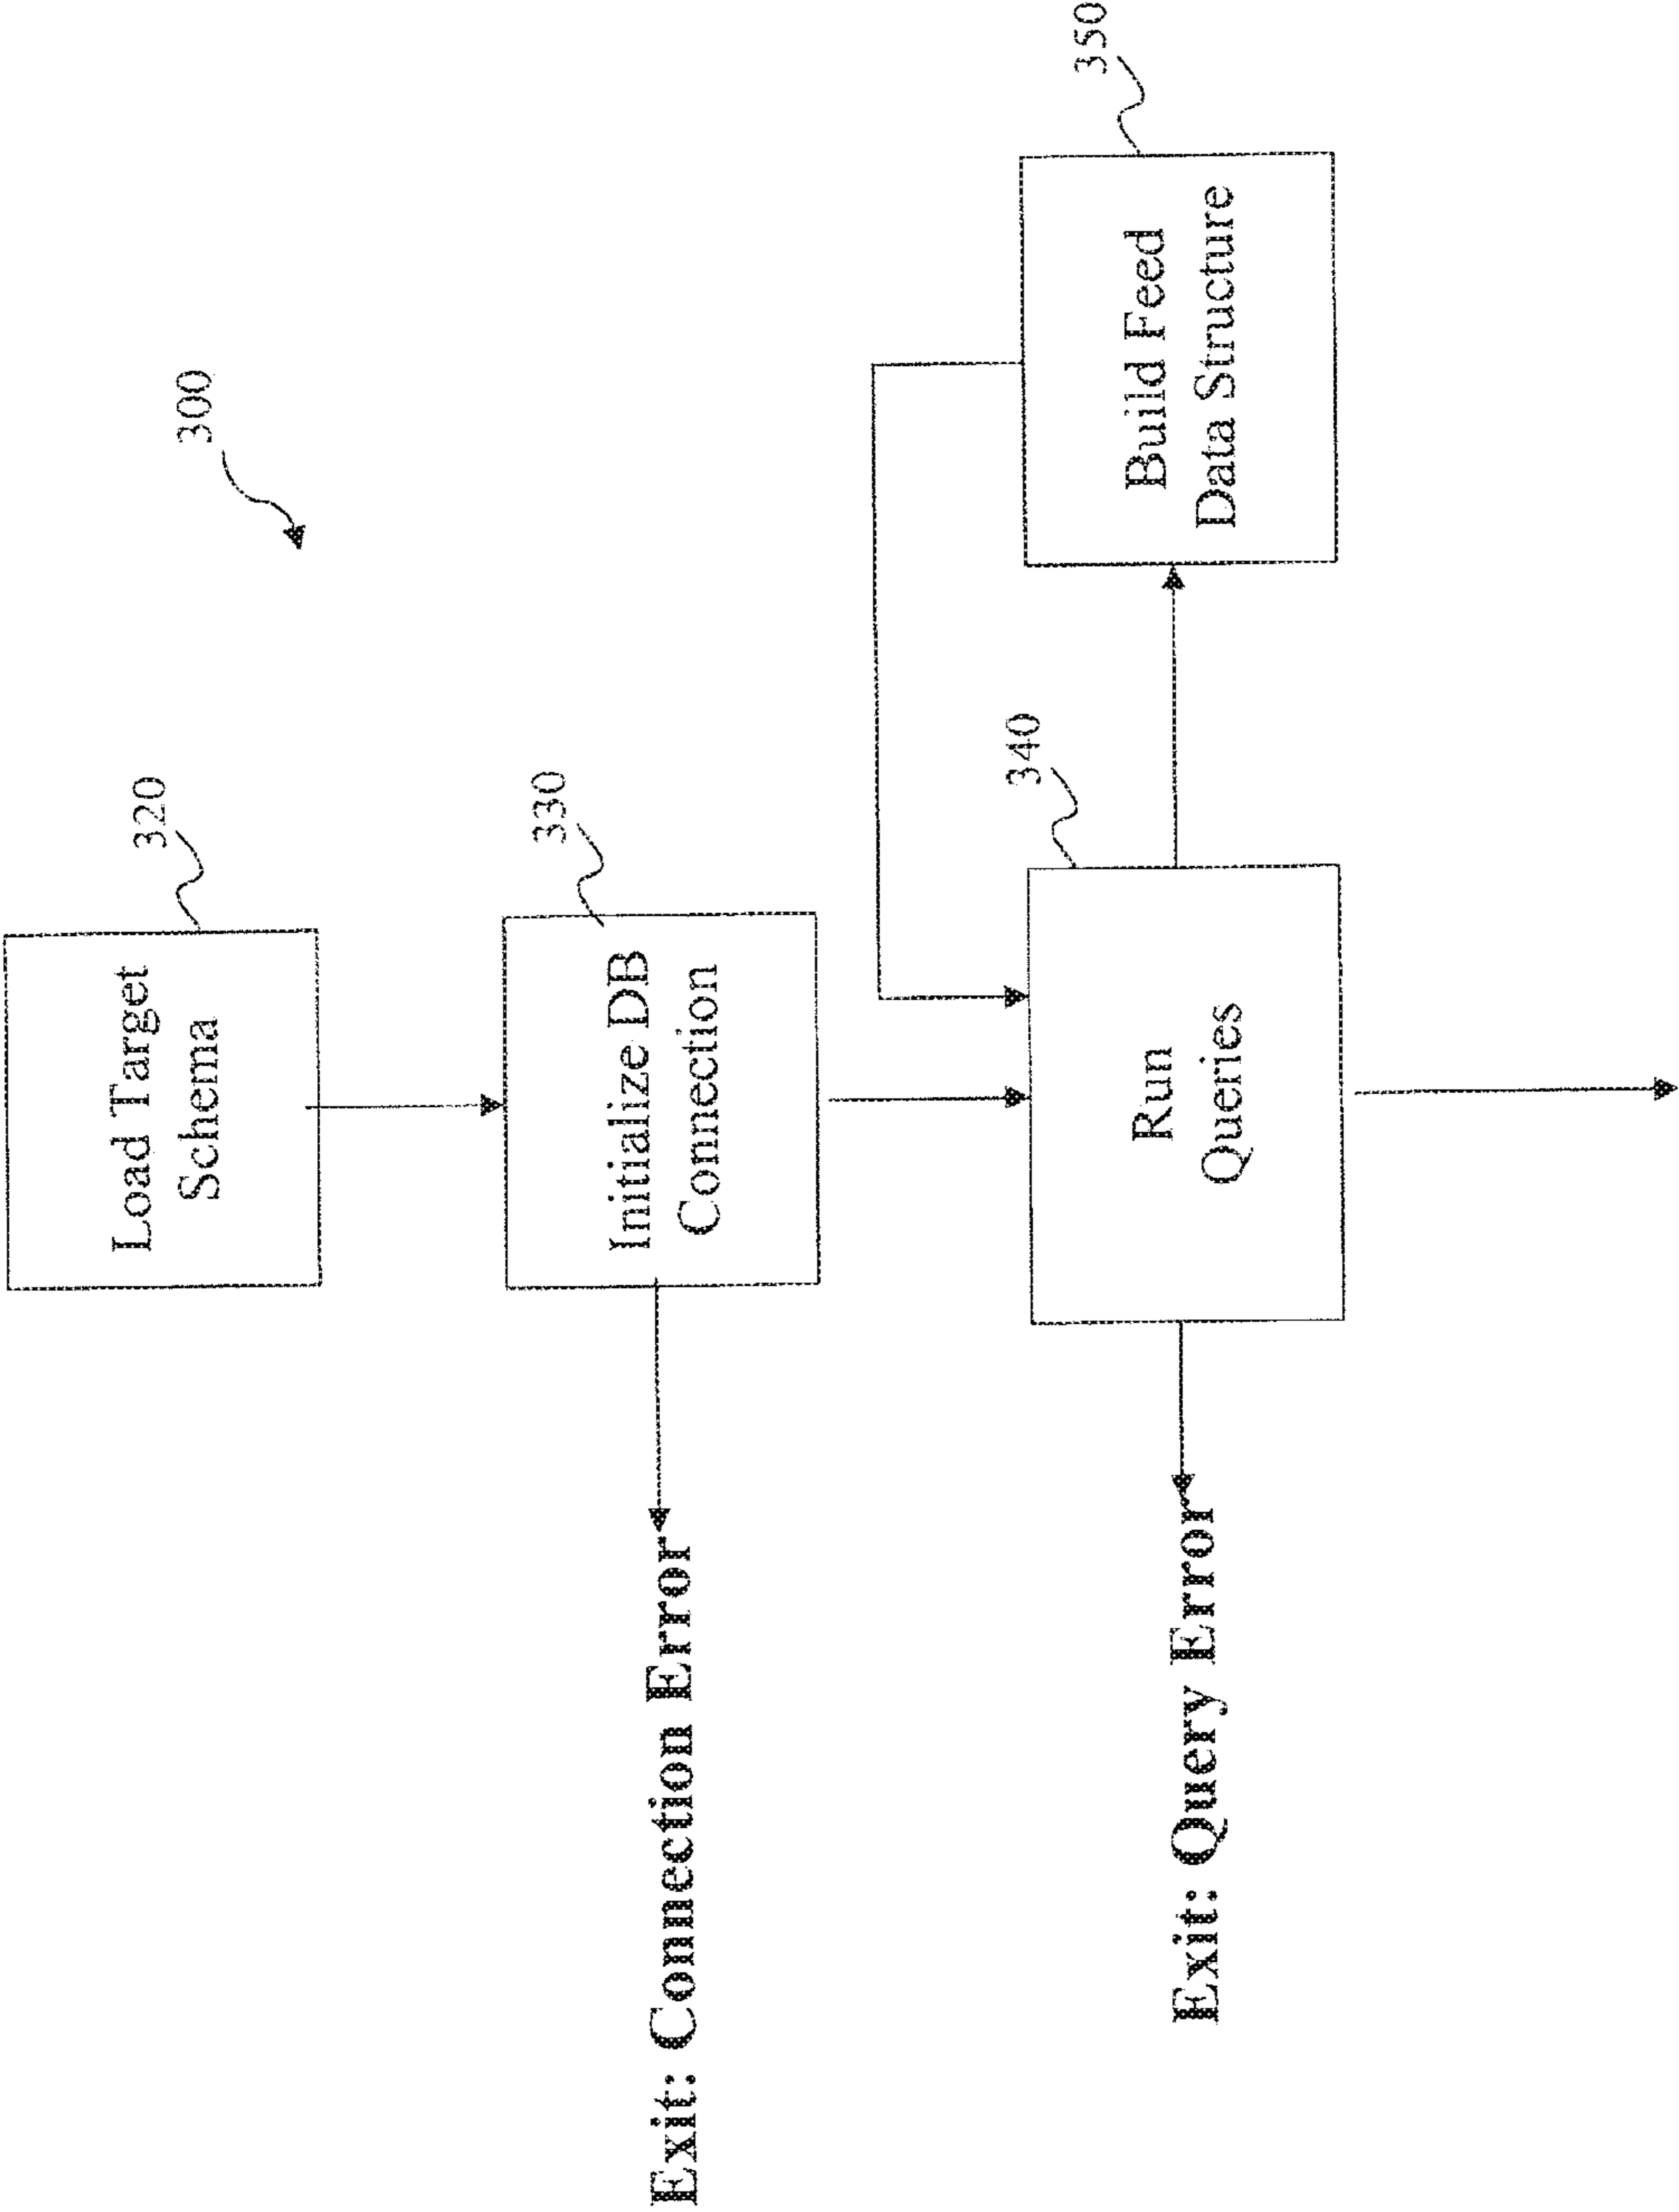 300
320
Load Target
Schema
330
Initialize DB
Connection
Exit: Connection Error
340
Run
Queries
Exit: Query Error
350
Build Feed
Data Structure